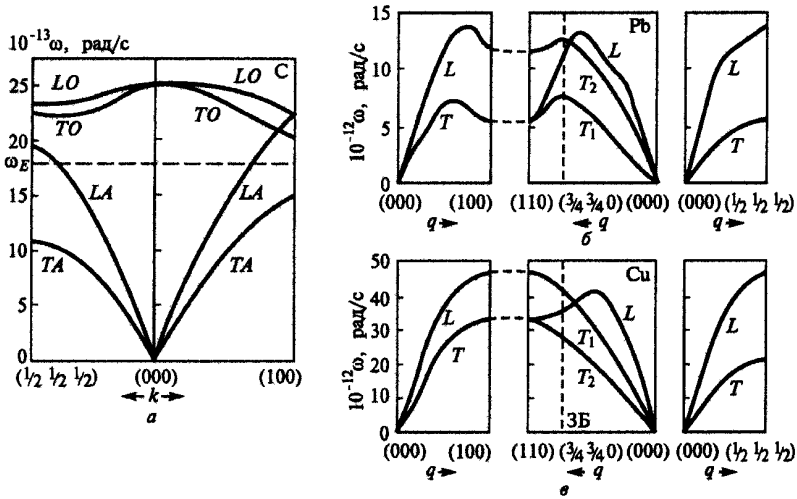 10⁻¹³ω, рад/с
C
LO
LO
25
TO
TO
20
ω_E
15
LA
LA
10
TA
TA
5
0
(½ ½ ½)
(000)
(100)
← k →
а
10⁻¹²ω, рад/с
15
Pb
L
L
L
10
T₂
5
T
T₁
T
0
(000)
(100)
(110)
(¾ ¾ 0)
(000)
(000)
(½ ½ ½)
q →
← q
q →
б
10⁻¹²ω, рад/с
50
Cu
40
L
L
L
30
T
T₁
20
T₂
T
10
ЗБ
0
(000)
(100)
(110)
(¾ ¾ 0)
(000)
(000)
(½ ½ ½)
q →
← q
q →
в